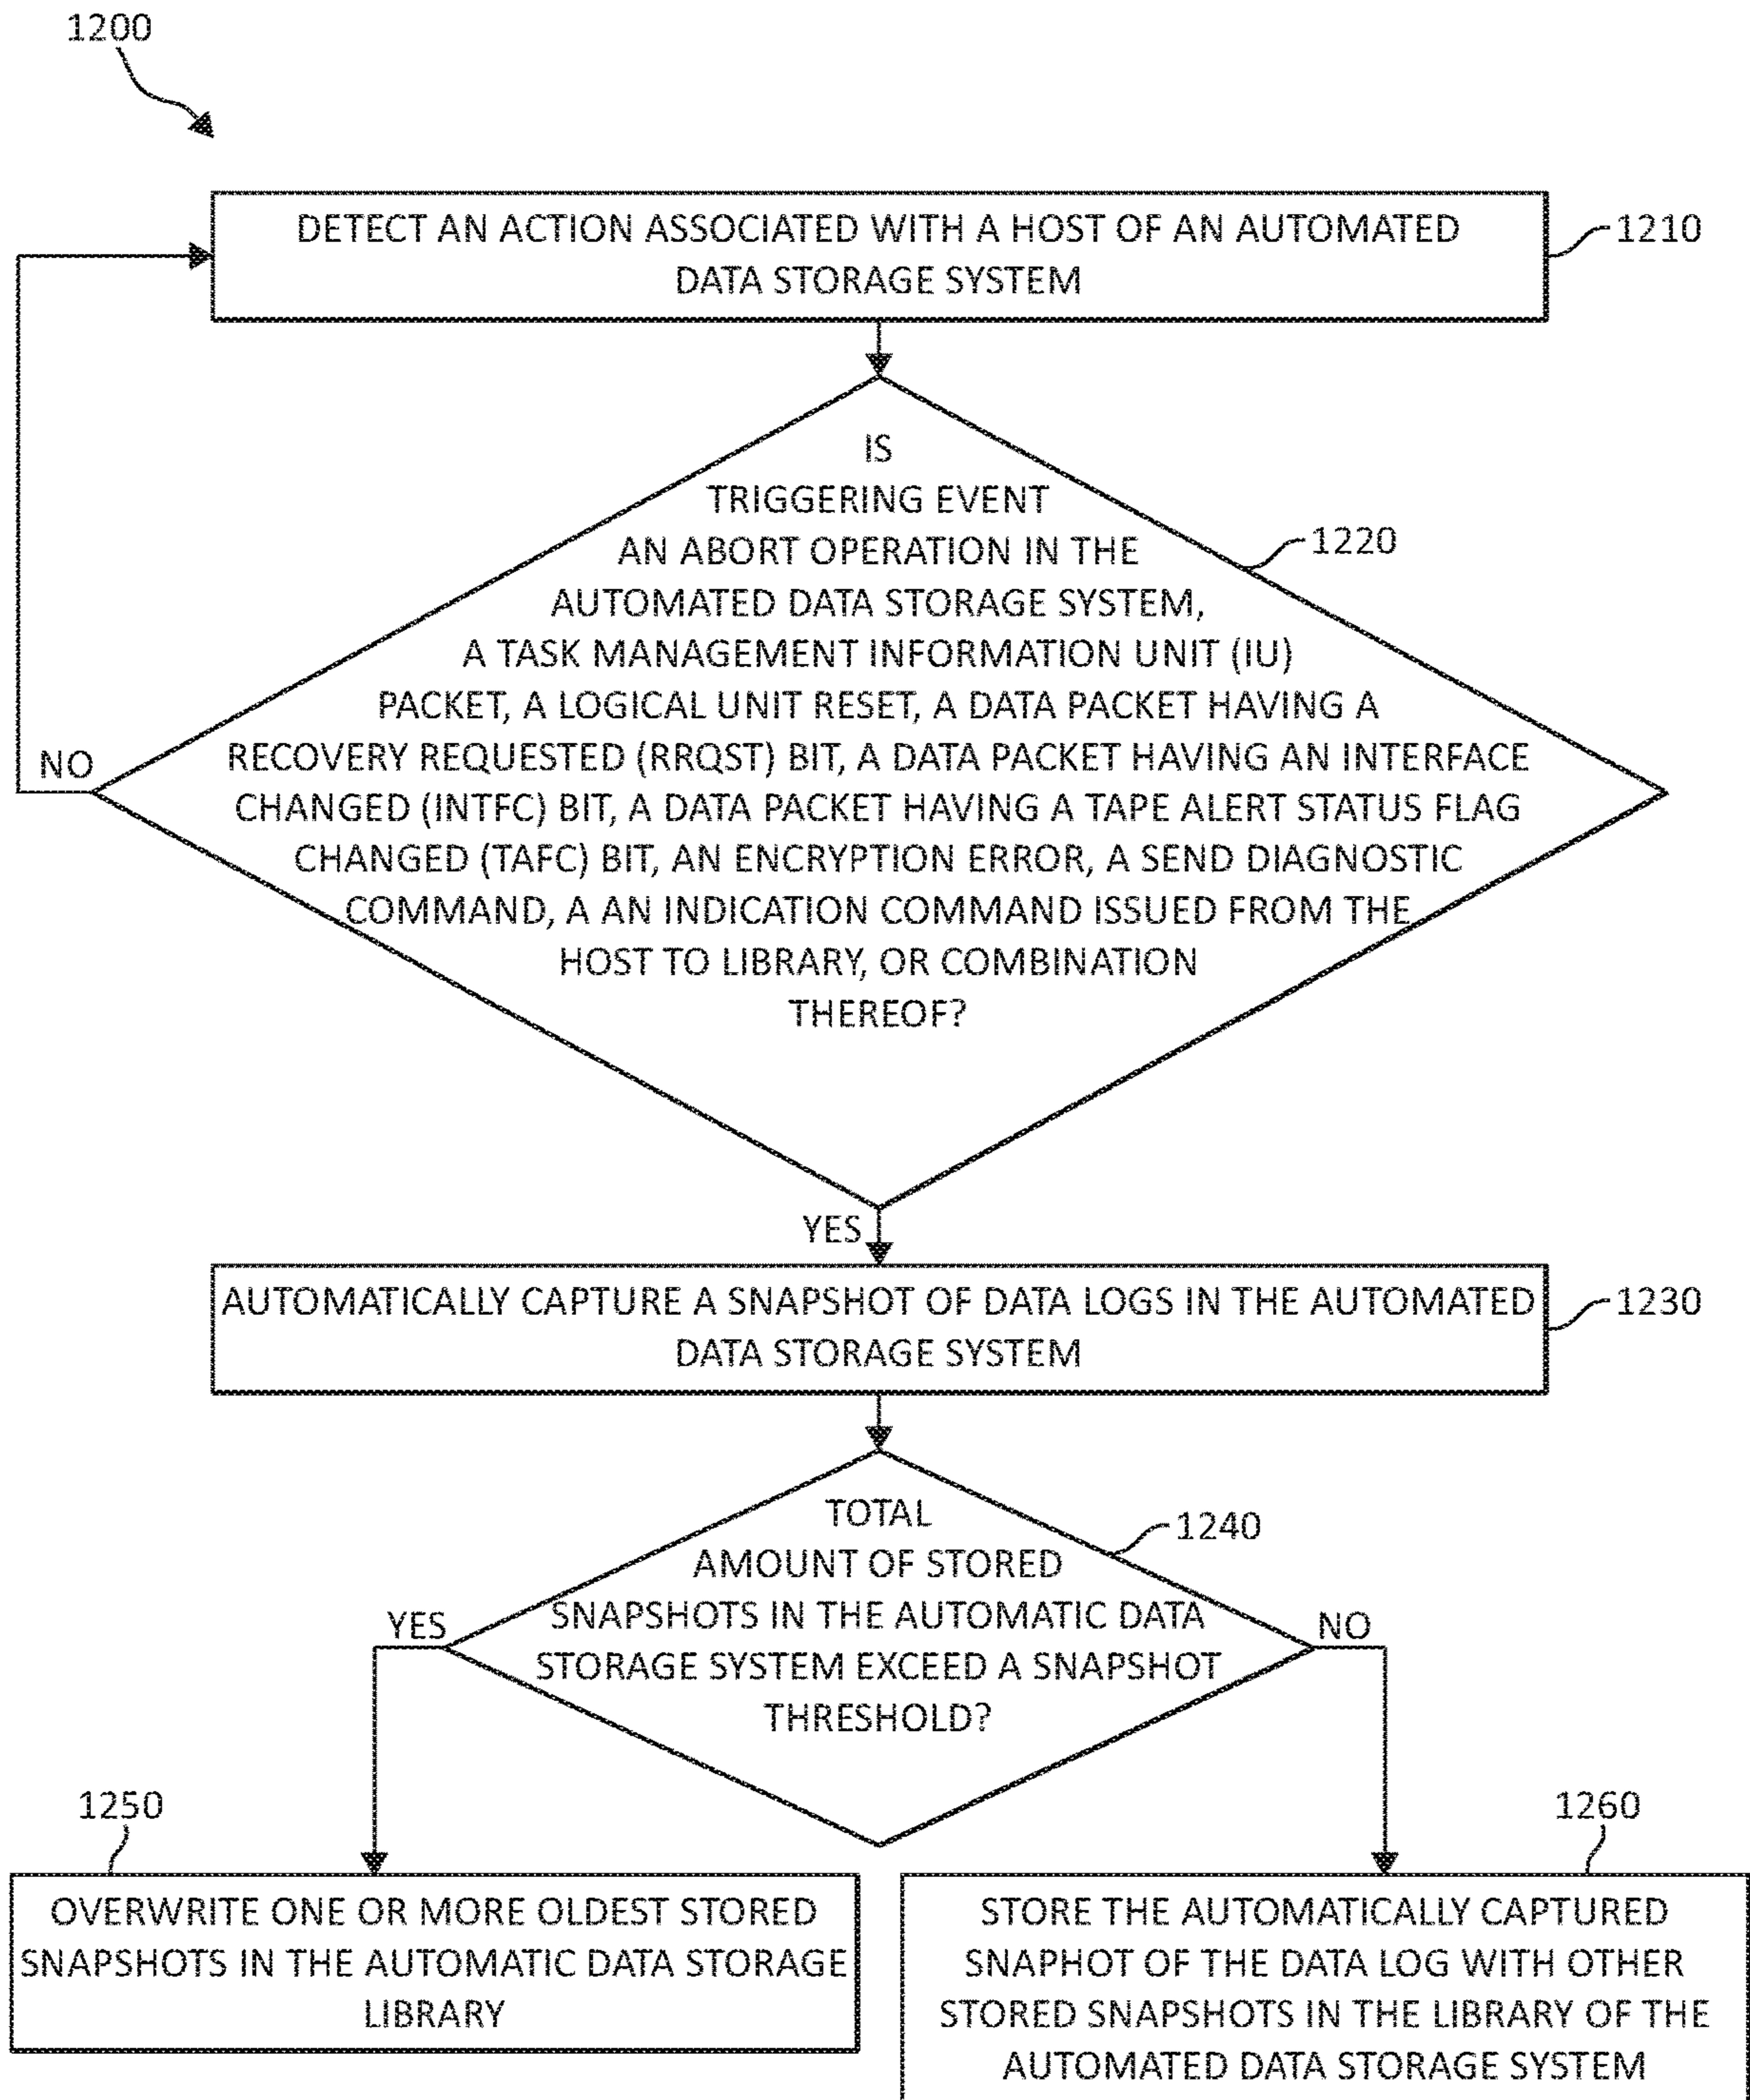 1200
DETECT AN ACTION ASSOCIATED WITH A HOST OF AN AUTOMATED
DATA STORAGE SYSTEM
1210
IS
TRIGGERING EVENT
AN ABORT OPERATION IN THE
AUTOMATED DATA STORAGE SYSTEM,
A TASK MANAGEMENT INFORMATION UNIT (IU)
PACKET, A LOGICAL UNIT RESET, A DATA PACKET HAVING A
RECOVERY REQUESTED (RRQST) BIT, A DATA PACKET HAVING AN INTERFACE
CHANGED (INTFC) BIT, A DATA PACKET HAVING A TAPE ALERT STATUS FLAG
CHANGED (TAFC) BIT, AN ENCRYPTION ERROR, A SEND DIAGNOSTIC
COMMAND, A AN INDICATION COMMAND ISSUED FROM THE
HOST TO LIBRARY, OR COMBINATION
THEREOF?
1220
NO
YES
AUTOMATICALLY CAPTURE A SNAPSHOT OF DATA LOGS IN THE AUTOMATED
DATA STORAGE SYSTEM
1230
TOTAL
AMOUNT OF STORED
SNAPSHOTS IN THE AUTOMATIC DATA
STORAGE SYSTEM EXCEED A SNAPSHOT
THRESHOLD?
1240
YES
NO
1250
OVERWRITE ONE OR MORE OLDEST STORED
SNAPSHOTS IN THE AUTOMATIC DATA STORAGE
LIBRARY
1260
STORE THE AUTOMATICALLY CAPTURED
SNAPHOT OF THE DATA LOG WITH OTHER
STORED SNAPSHOTS IN THE LIBRARY OF THE
AUTOMATED DATA STORAGE SYSTEM